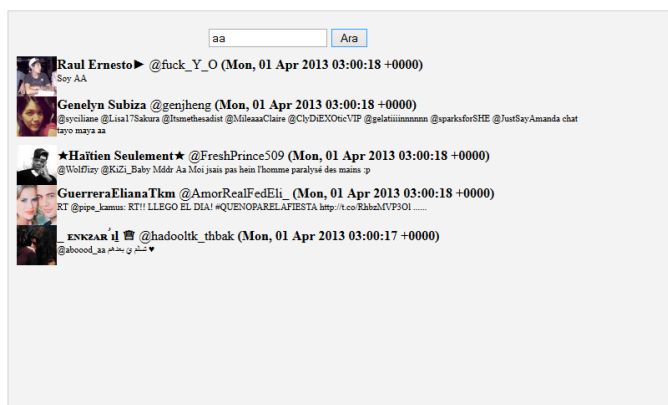 aa Ara
Raul Ernesto► @fuck_Y_O (Mon, 01 Apr 2013 03:00:18 +0000)
Soy AA
Genelyn Subiza @genjheng (Mon, 01 Apr 2013 03:00:18 +0000)
@syciliane @Lisa17Sakura @Itsmethesadist @MileaaaClaire @ClyDiEXOticVIP @gelatiiiinnnnnn @sparksforSHE @JustSayAmanda chat
tayo maya aa
★Haïtien Seulement★ @FreshPrince509 (Mon, 01 Apr 2013 03:00:18 +0000)
@WolfJizy @KiZi_Baby Mddr Aa Moi jsais pas hein l'homme paralysé des mains :p
GuerreraElianaTkm @AmorRealFedEli_ (Mon, 01 Apr 2013 03:00:18 +0000)
RT @pipe_kamus: RT!! LLEGO EL DIA! #QUENOPARELAFIESTA http://t.co/RhbzMVP3OI ......
@hadooltk_thbak (Mon, 01 Apr 2013 03:00:17 +0000)
@aboood_aa ♥